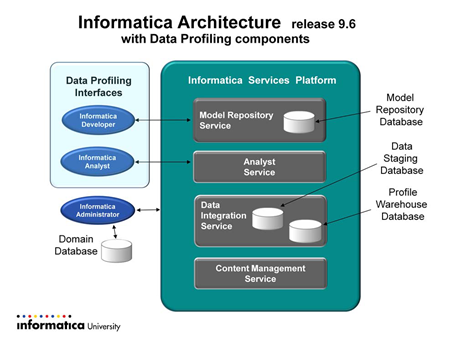 Informatica Architecture release 9.6
with Data Profiling components
Data Profiling
Interfaces
Informatica
Developer
Informatica
Analyst
Informatica
Administrator
Domain
Database
Informatica Services Platform
Model Repository
Service
Analyst
Service
Data
Integration
Service
Content Management
Service
Model
Repository
Database
Data
Staging
Database
Profile
Warehouse
Database
informatica University